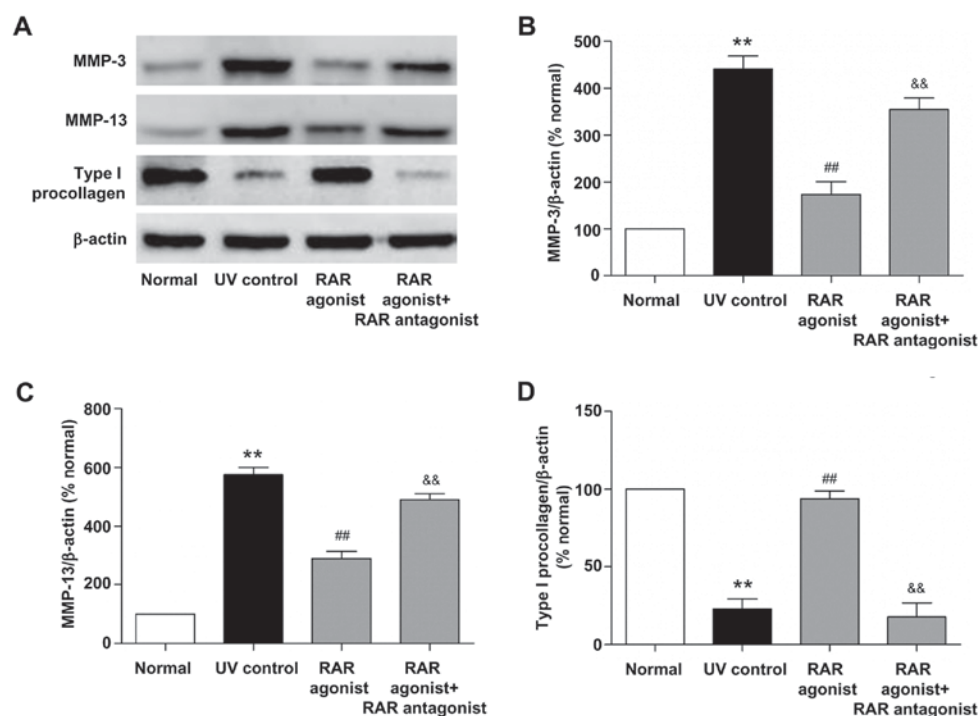 A
MMP-3
MMP-13
Type I
procollagen
β-actin
Normal
UV control
RAR
agonist
RAR
agonist+
RAR antagonist
B
MMP-3/β-actin (% normal)
500
400
300
200
100
0
**
##
&&
Normal
UV control
RAR
agonist
RAR
agonist+
RAR antagonist
C
MMP-13/β-actin (% normal)
800
600
400
200
0
**
##
&&
Normal
UV control
RAR
agonist
RAR
agonist+
RAR antagonist
D
Type I procollagen/β-actin
(% normal)
150
100
50
0
**
##
&&
Normal
UV control
RAR
agonist
RAR
agonist+
RAR antagonist